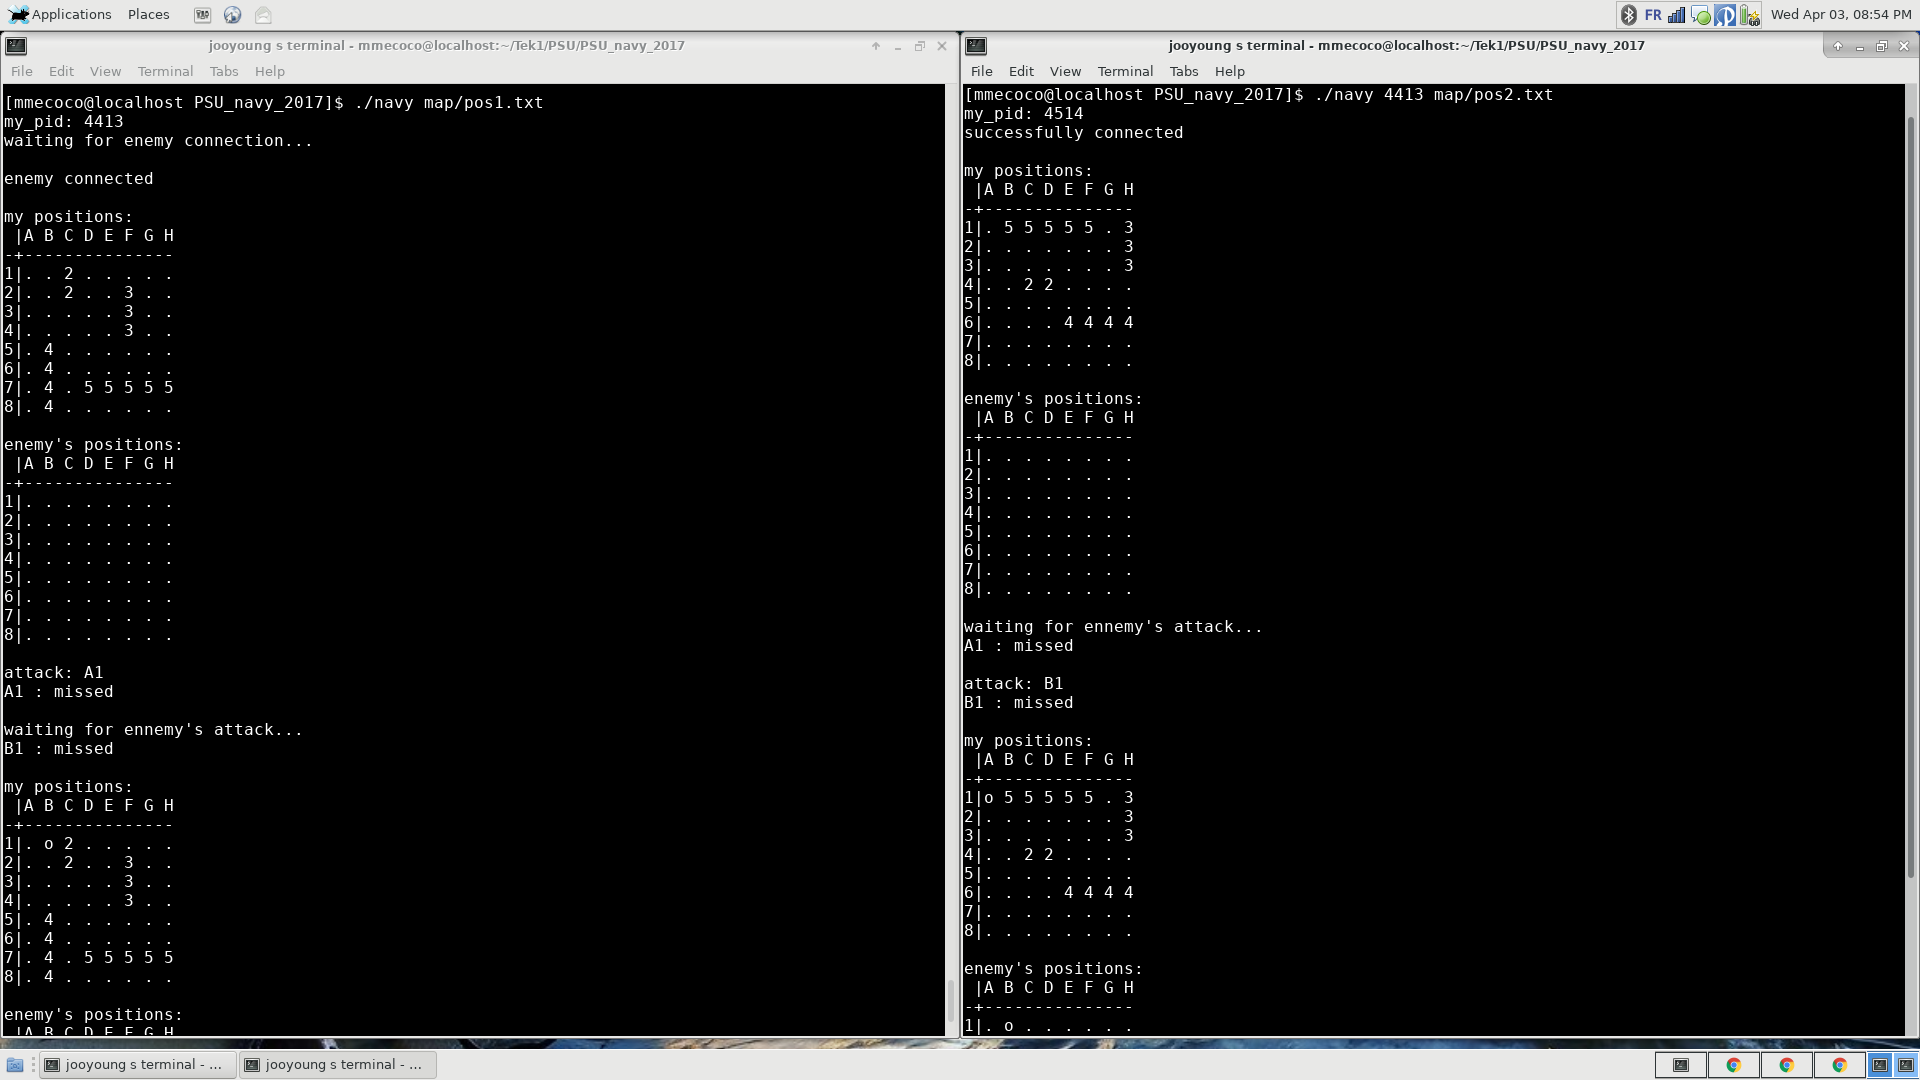 Applications Places
FR
Wed Apr 03, 08:54 PM
jooyoung s terminal - mmecoco@localhost:~/Tek1/PSU/PSU_navy_2017
File Edit View Terminal Tabs Help
[mmecoco@localhost PSU_navy_2017]$ ./navy map/pos1.txt
my_pid: 4413
waiting for enemy connection...
enemy connected
my positions:
 |A B C D E F G H
-+---------------
1|. . 2 . . . . .
2|. . 2 . . 3 . .
3|. . . . . 3 . .
4|. . . . . 3 . .
5|. 4 . . . . . .
6|. 4 . . . . . .
7|. 4 . 5 5 5 5 5
8|. 4 . . . . . .
enemy's positions:
 |A B C D E F G H
-+---------------
1|. . . . . . . .
2|. . . . . . . .
3|. . . . . . . .
4|. . . . . . . .
5|. . . . . . . .
6|. . . . . . . .
7|. . . . . . . .
8|. . . . . . . .
attack: A1
A1 : missed
waiting for ennemy's attack...
B1 : missed
my positions:
 |A B C D E F G H
-+---------------
1|. o 2 . . . . .
2|. . 2 . . 3 . .
3|. . . . . 3 . .
4|. . . . . 3 . .
5|. 4 . . . . . .
6|. 4 . . . . . .
7|. 4 . 5 5 5 5 5
8|. 4 . . . . . .
enemy's positions:
 |A B C D E F G H
jooyoung s terminal - mmecoco@localhost:~/Tek1/PSU/PSU_navy_2017
File Edit View Terminal Tabs Help
[mmecoco@localhost PSU_navy_2017]$ ./navy 4413 map/pos2.txt
my_pid: 4514
successfully connected
my positions:
 |A B C D E F G H
-+---------------
1|. 5 5 5 5 5 . 3
2|. . . . . . . 3
3|. . . . . . . 3
4|. . 2 2 . . . .
5|. . . . . . . .
6|. . . . 4 4 4 4
7|. . . . . . . .
8|. . . . . . . .
enemy's positions:
 |A B C D E F G H
-+---------------
1|. . . . . . . .
2|. . . . . . . .
3|. . . . . . . .
4|. . . . . . . .
5|. . . . . . . .
6|. . . . . . . .
7|. . . . . . . .
8|. . . . . . . .
waiting for ennemy's attack...
A1 : missed
attack: B1
B1 : missed
my positions:
 |A B C D E F G H
-+---------------
1|o 5 5 5 5 5 . 3
2|. . . . . . . 3
3|. . . . . . . 3
4|. . 2 2 . . . .
5|. . . . . . . .
6|. . . . 4 4 4 4
7|. . . . . . . .
8|. . . . . . . .
enemy's positions:
 |A B C D E F G H
-+---------------
1|. o . . . . . .
jooyoung s terminal - ...
jooyoung s terminal - ...